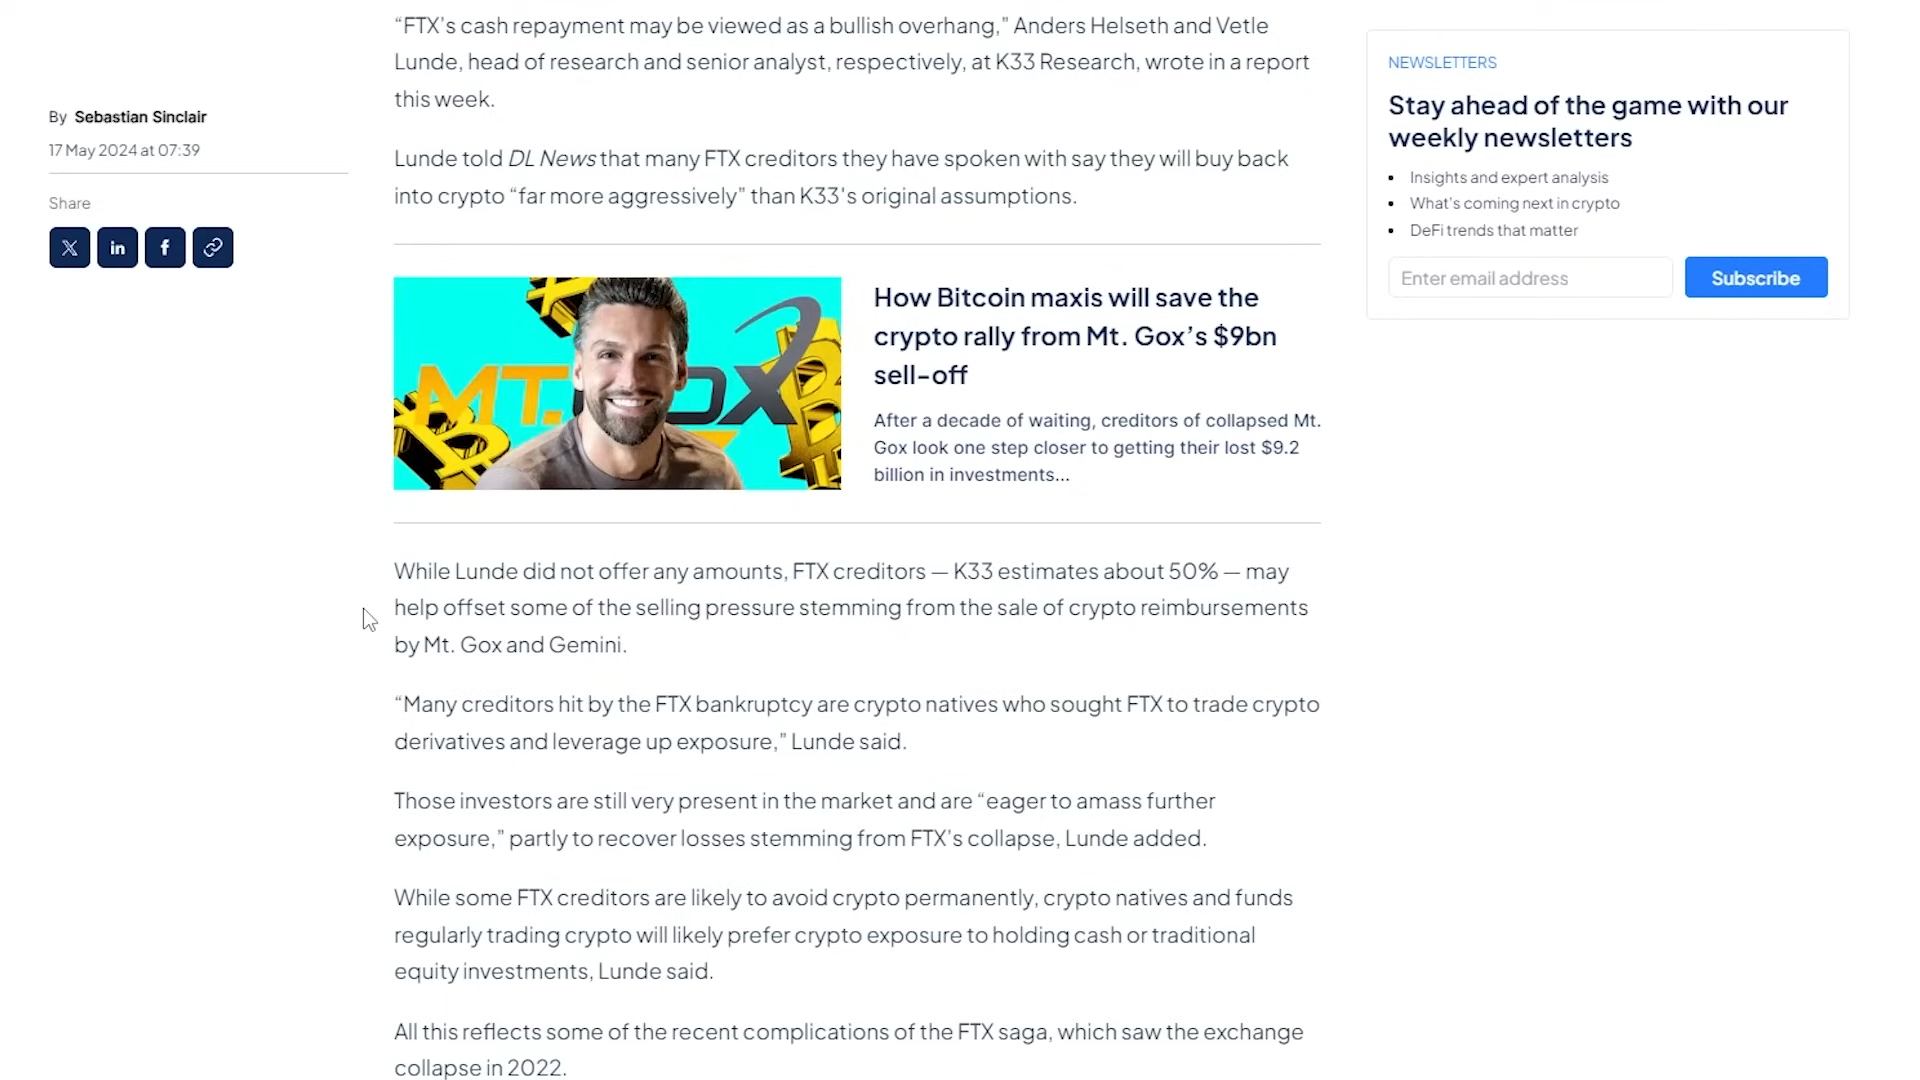 “FTX’s cash repayment may be viewed as a bullish overhang,” Anders Helseth and Vetle
Lunde, head of research and senior analyst, respectively, at K33 Research, wrote in a report
this week.
By Sebastian Sinclair
17 May 2024 at 07:39
Share
Lunde told DL News that many FTX creditors they have spoken with say they will buy back
into crypto “far more aggressively” than K33's original assumptions.
MT. GOX
How Bitcoin maxis will save the
crypto rally from Mt. Gox’s $9bn
sell-off
After a decade of waiting, creditors of collapsed Mt.
Gox look one step closer to getting their lost $9.2
billion in investments...
While Lunde did not offer any amounts, FTX creditors — K33 estimates about 50% — may
help offset some of the selling pressure stemming from the sale of crypto reimbursements
by Mt. Gox and Gemini.
“Many creditors hit by the FTX bankruptcy are crypto natives who sought FTX to trade crypto
derivatives and leverage up exposure,” Lunde said.
Those investors are still very present in the market and are “eager to amass further
exposure,” partly to recover losses stemming from FTX’s collapse, Lunde added.
While some FTX creditors are likely to avoid crypto permanently, crypto natives and funds
regularly trading crypto will likely prefer crypto exposure to holding cash or traditional
equity investments, Lunde said.
All this reflects some of the recent complications of the FTX saga, which saw the exchange
collapse in 2022.
NEWSLETTERS
Stay ahead of the game with our
weekly newsletters
• Insights and expert analysis
• What’s coming next in crypto
• DeFi trends that matter
Enter email address
Subscribe